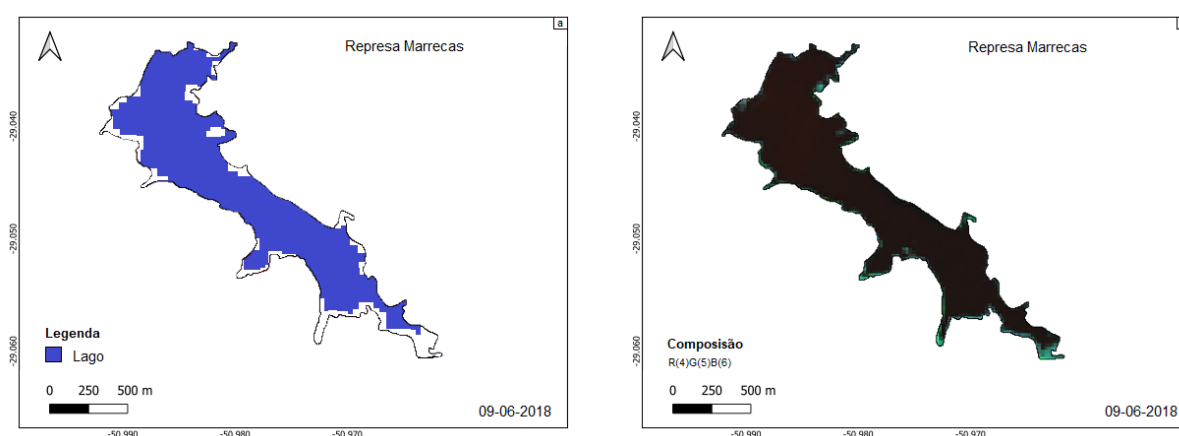 a
Represa Marrecas
-29.040
-29.050
-29.060
Legenda
Lago
0 250 500 m
09-06-2018
-50.990 -50.980 -50.970
Represa Marrecas
-29.040
-29.050
-29.060
Composisão
R(4)G(5)B(6)
0 250 500 m
09-06-2018
-50.990 -50.980 -50.970